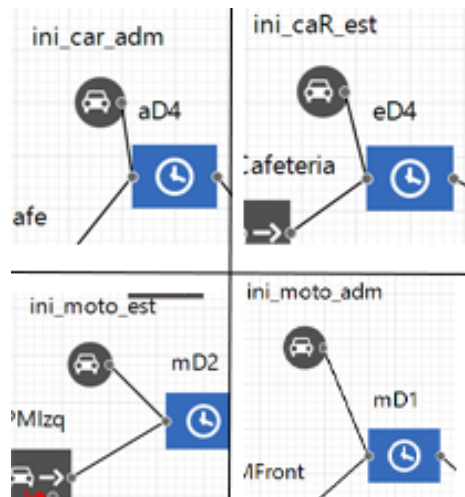 ini_car_adm
aD4
afe
ini_caR_est
eD4
Cafeteria
ini_moto_est
mD2
PMIzq
ini_moto_adm
mD1
MFront